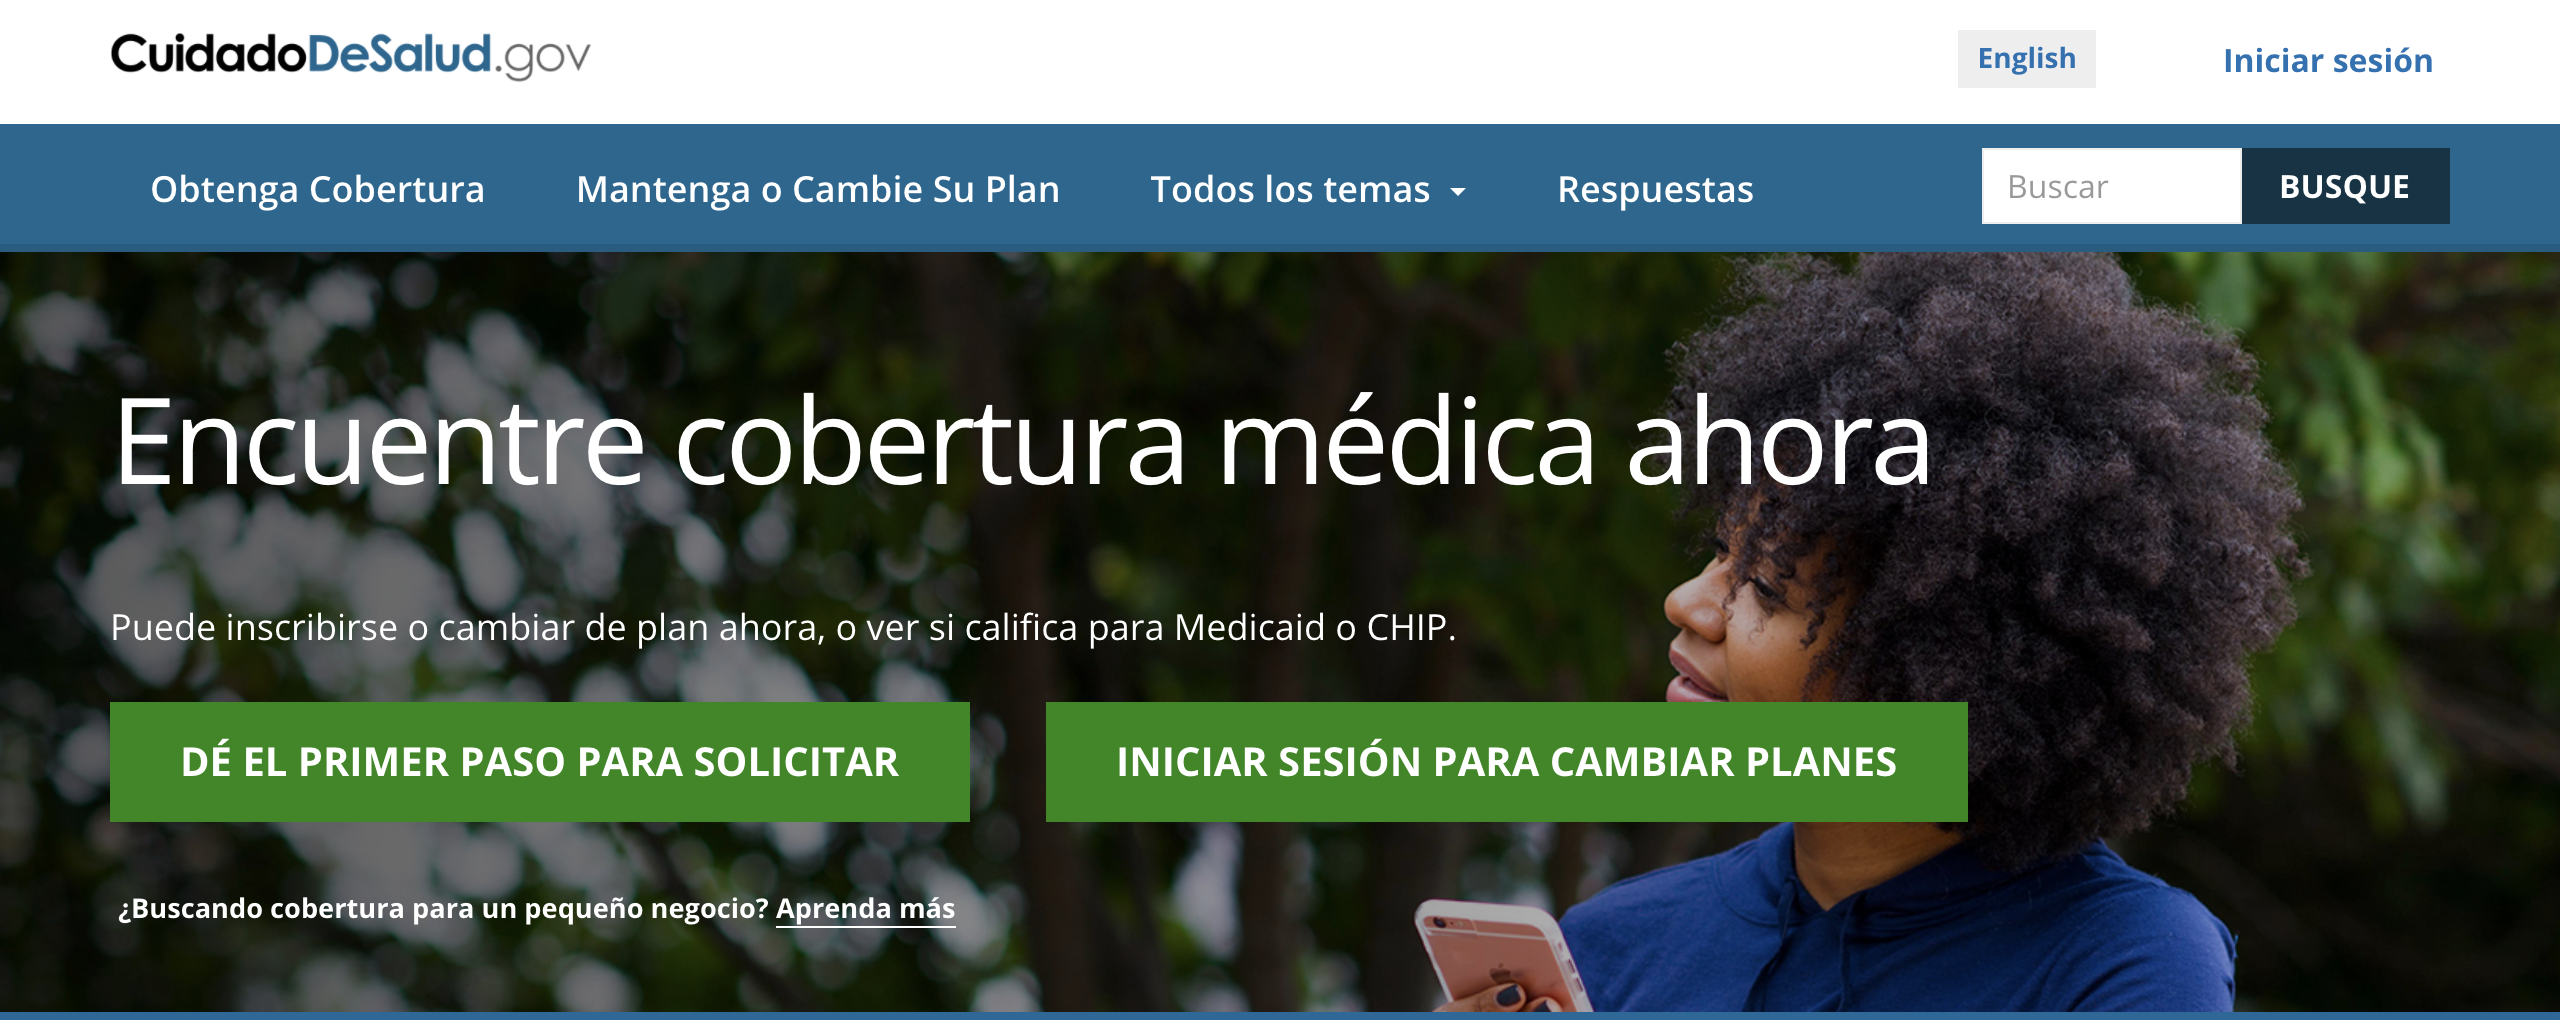 CuidadoDeSalud.gov
English
Iniciar sesión
Obtenga Cobertura
Mantenga o Cambie Su Plan
Todos los temas
Respuestas
Buscar
BUSQUE
Encuentre cobertura médica ahora
Puede inscribirse o cambiar de plan ahora, o ver si califica para Medicaid o CHIP.
DÉ EL PRIMER PASO PARA SOLICITAR
INICIAR SESIÓN PARA CAMBIAR PLANES
¿Buscando cobertura para un pequeño negocio? Aprenda más